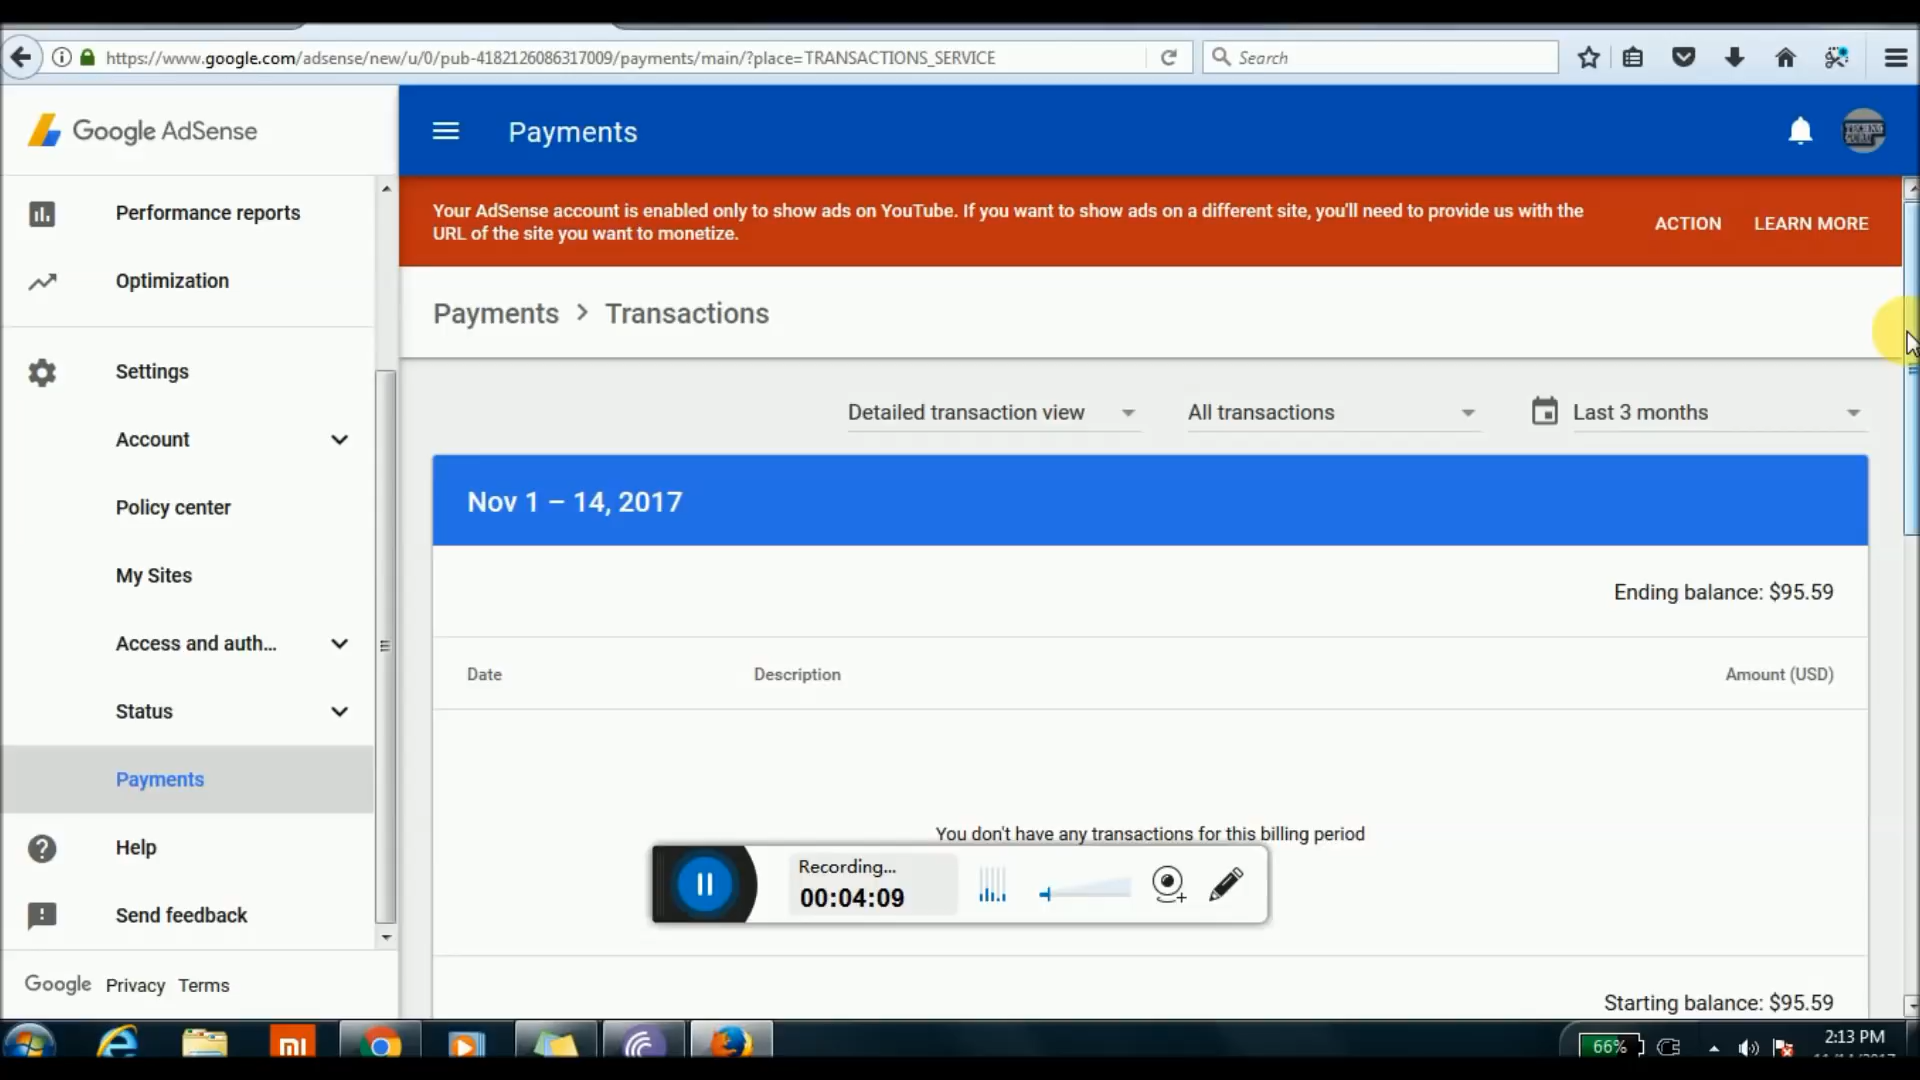 https://www.google.com/adsense/new/u/0/pub-4182126086317009/payments/main/?place=TRANSACTIONS_SERVICE
Search
Google AdSense
Payments
Performance reports
Optimization
Settings
Account
Policy center
My Sites
Access and auth...
Status
Payments
Help
Send feedback
Google Privacy Terms
Your AdSense account is enabled only to show ads on YouTube. If you want to show ads on a different site, you'll need to provide us with the
URL of the site you want to monetize.
ACTION LEARN MORE
Payments > Transactions
Detailed transaction view All transactions Last 3 months
Nov 1 – 14, 2017
Ending balance: $95.59
Date Description Amount (USD)
You don't have any transactions for this billing period
Recording...
00:04:09
Starting balance: $95.59
mi
66%
2:13 PM